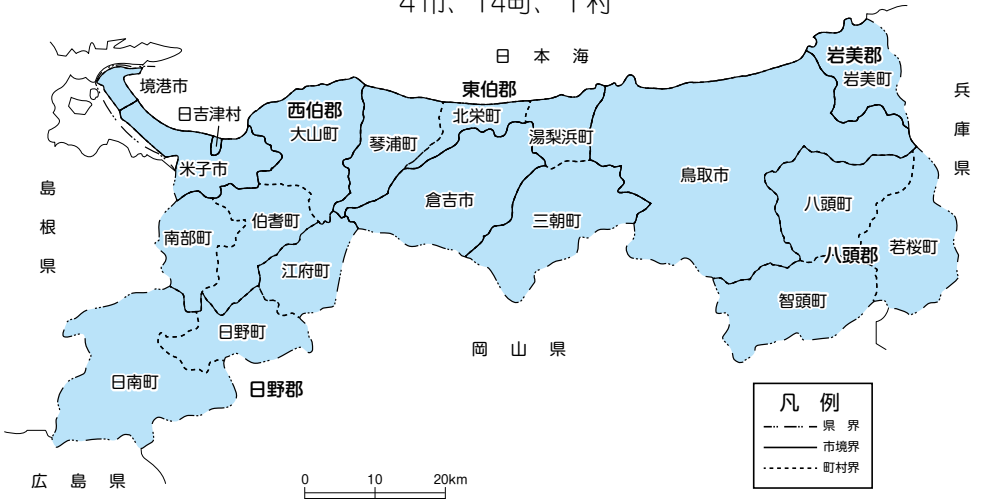 4市、14町、1村
日本海
岩美郡
岩美町
境港市
東伯郡
兵庫県
日吉津村
西伯郡
大山町
北栄町
琴浦町
湯梨浜町
米子市
鳥取市
島根県
倉吉市
八頭町
伯耆町
三朝町
南部町
八頭郡
若桜町
江府町
智頭町
日野町
岡山県
日南町
日野郡
凡例
県界
市境界
町村界
広島県
0 10 20km